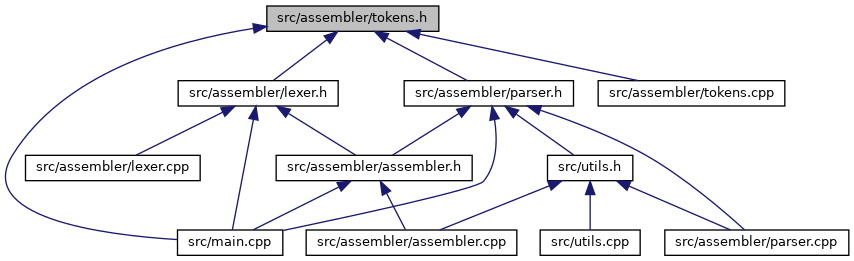 src/assembler/tokens.h
src/assembler/lexer.h
src/assembler/parser.h
src/assembler/tokens.cpp
src/assembler/lexer.cpp
src/assembler/assembler.h
src/utils.h
src/main.cpp
src/assembler/assembler.cpp
src/utils.cpp
src/assembler/parser.cpp